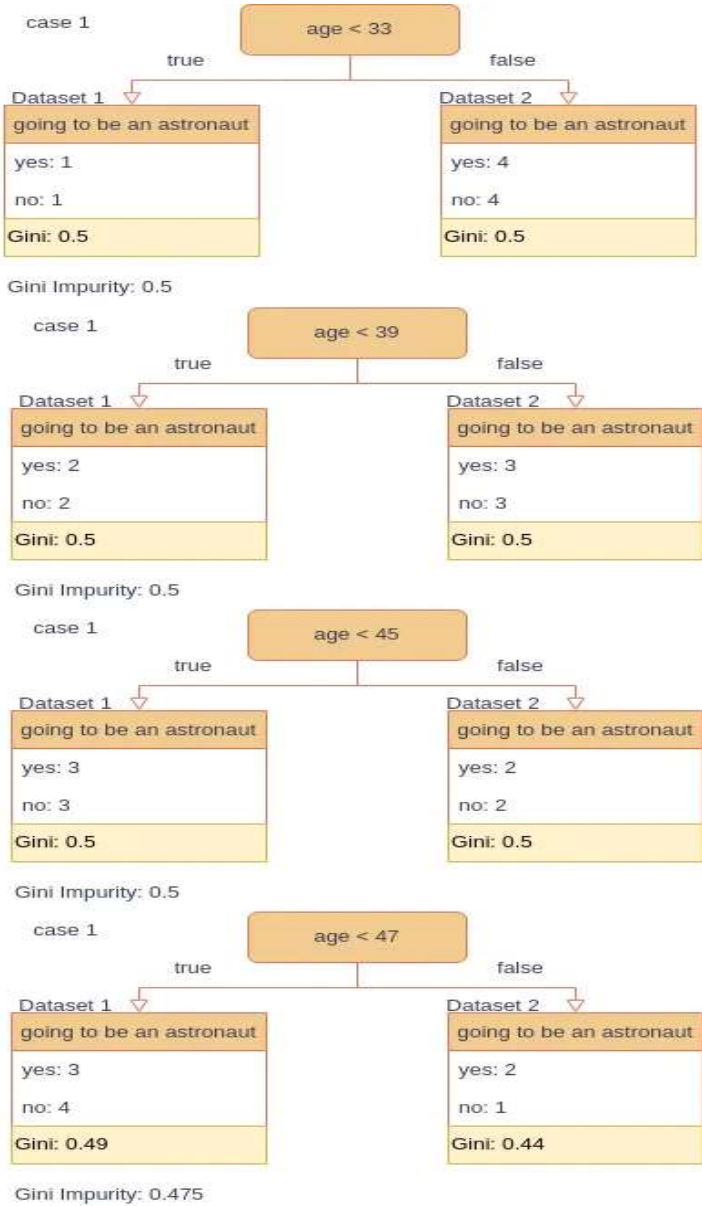 case 1
age < 33
true false
Dataset 1 Dataset 2
going to be an astronaut going to be an astronaut
yes: 1 yes: 4
no: 1 no: 4
Gini: 0.5 Gini: 0.5
Gini Impurity: 0.5
case 1
age < 39
true false
Dataset 1 Dataset 2
going to be an astronaut going to be an astronaut
yes: 2 yes: 3
no: 2 no: 3
Gini: 0.5 Gini: 0.5
Gini Impurity: 0.5
case 1
age < 45
true false
Dataset 1 Dataset 2
going to be an astronaut going to be an astronaut
yes: 3 yes: 2
no: 3 no: 2
Gini: 0.5 Gini: 0.5
Gini Impurity: 0.5
case 1
age < 47
true false
Dataset 1 Dataset 2
going to be an astronaut going to be an astronaut
yes: 3 yes: 2
no: 4 no: 1
Gini: 0.49 Gini: 0.44
Gini Impurity: 0.475